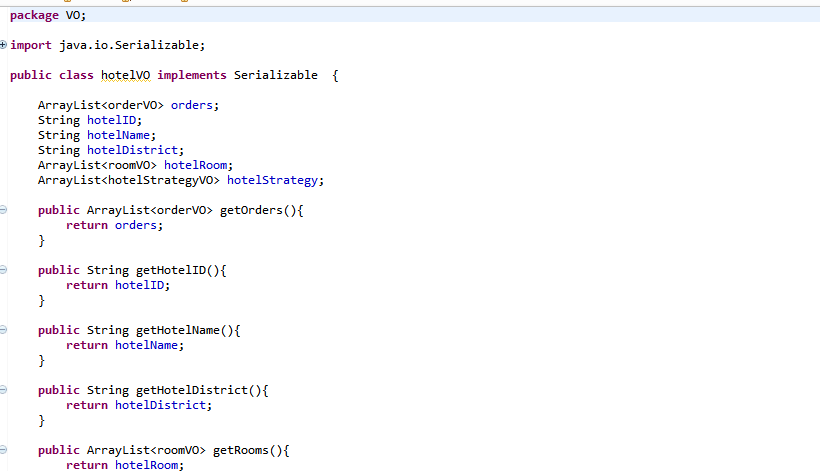 package VO;
import java.io.Serializable;
public class hotelVO implements Serializable  {
    ArrayList<orderVO> orders;
    String hotelID;
    String hotelName;
    String hotelDistrict;
    ArrayList<roomVO> hotelRoom;
    ArrayList<hotelStrategyVO> hotelStrategy;
    public ArrayList<orderVO> getOrders(){
        return orders;
    }
    public String getHotelID(){
        return hotelID;
    }
    public String getHotelName(){
        return hotelName;
    }
    public String getHotelDistrict(){
        return hotelDistrict;
    }
    public ArrayList<roomVO> getRooms(){
        return hotelRoom;